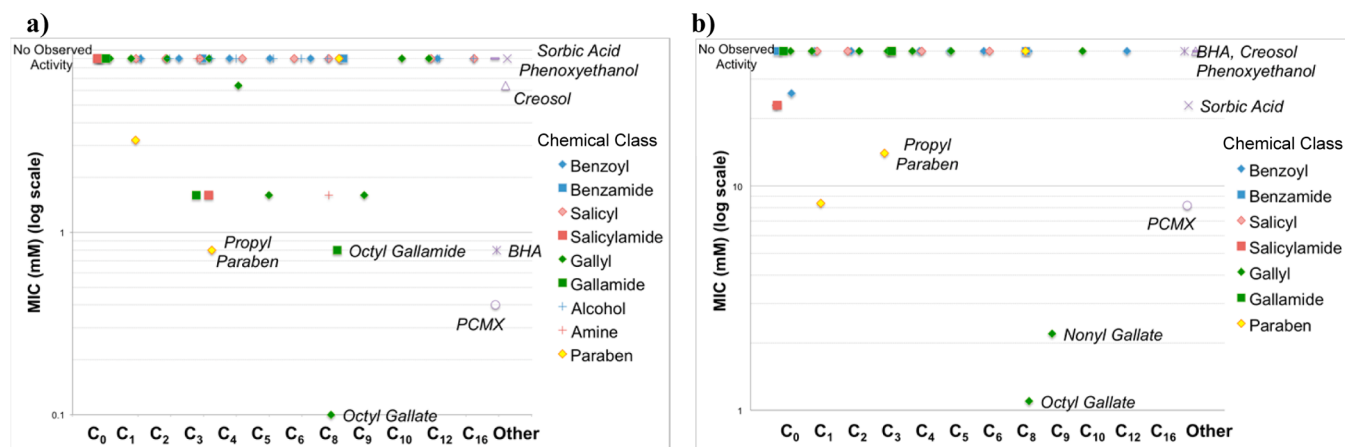 a)
No Observed
Activity
Sorbic Acid
Phenoxyethanol
Creosol
Chemical Class
Benzoyl
Benzamide
Salicyl
Salicylamide
Gallyl
Gallamide
Alcohol
Amine
Paraben
Propyl
Paraben
Octyl Gallamide
BHA
PCMX
Octyl Gallate
MIC (mM) (log scale)
1
0.1
C₀ C₁ C₂ C₃ C₄ C₅ C₆ C₈ C₉ C₁₀ C₁₂ C₁₆ Other
b)
No Observed
Activity
BHA, Creosol
Phenoxyethanol
Sorbic Acid
Chemical Class
Benzoyl
Benzamide
Salicyl
Salicylamide
Gallyl
Gallamide
Paraben
Propyl
Paraben
PCMX
Nonyl Gallate
Octyl Gallate
MIC (mM) (log scale)
10
1
C₀ C₁ C₂ C₃ C₄ C₅ C₆ C₈ C₉ C₁₀ C₁₂ C₁₆ Other